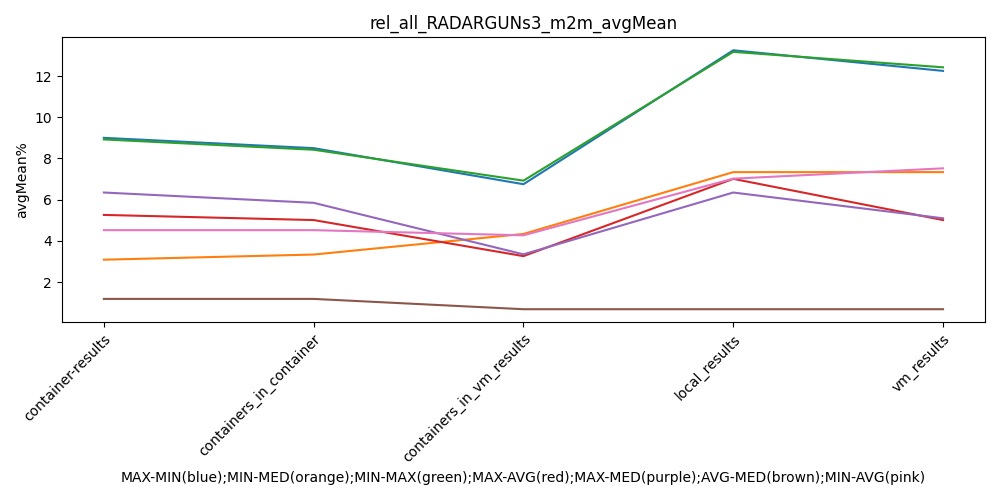 rel_all_RADARGUNs3_m2m_avgMean
avgMean%
12
10
8
6
4
2
container-results
containers_in_container
containers_in_vm_results
local_results
vm_results
MAX-MIN(blue);MIN-MED(orange);MIN-MAX(green);MAX-AVG(red);MAX-MED(purple);AVG-MED(brown);MIN-AVG(pink)